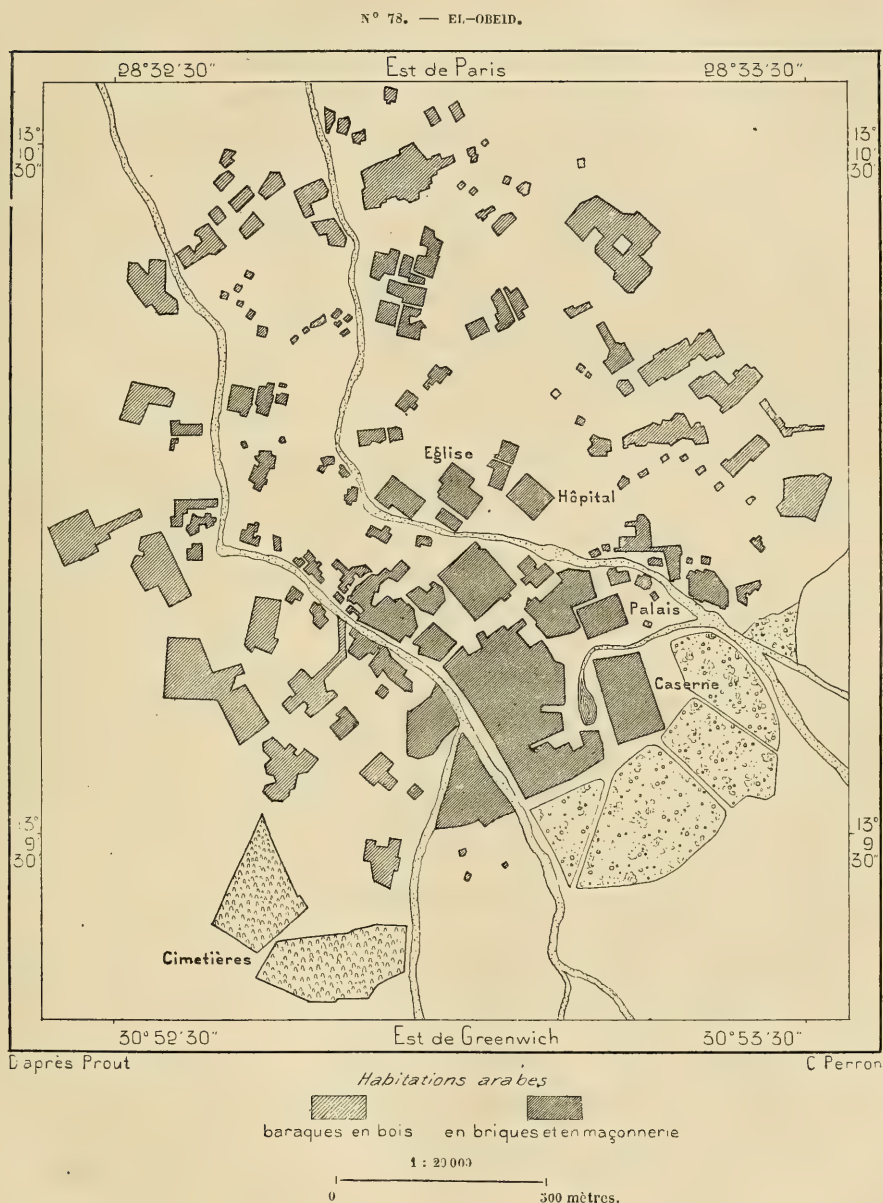 N° 78. — EL-OBEID.
28°32'30" Est de Paris 28°33'30"
13° 13°
10' 10'
30" 30"
Eglise
Hôpital
Palais
Caserne
13° 13°
9' 9'
30" 30"
Cimetières
30°52'30" Est de Greenwich 30°53'30"
D'après Prout C Perron
Habitations arabes
baraques en bois en briques et en maçonnerie
1 : 20 000
0 500 mètres.